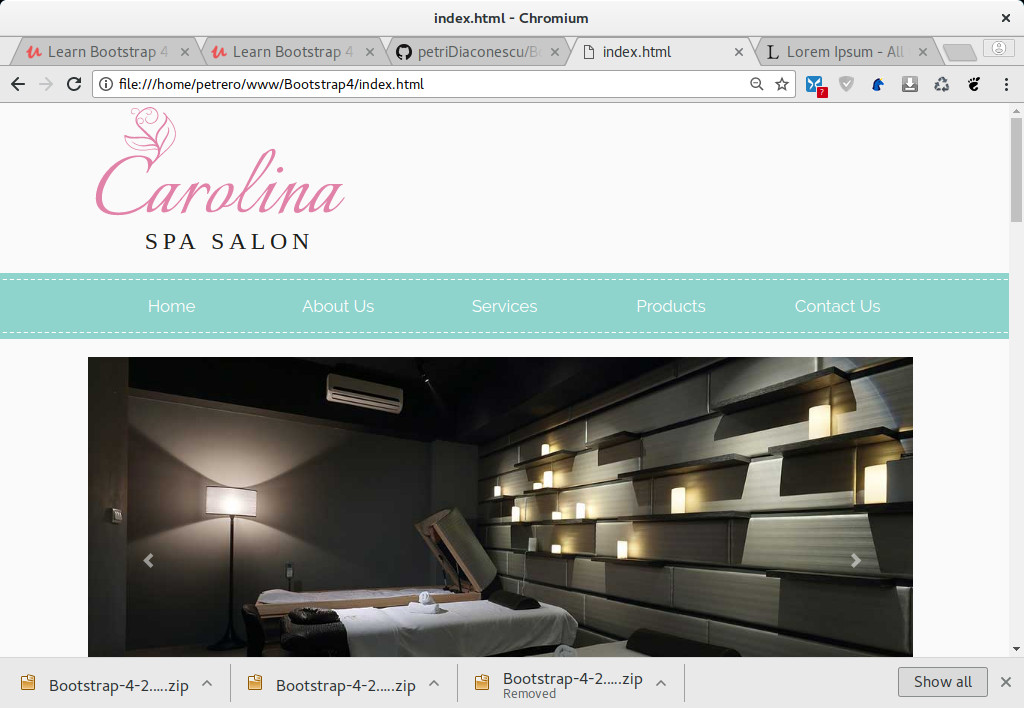 index.html - Chromium
Learn Bootstrap 4
Learn Bootstrap 4
petriDiaconescu/B
index.html
Lorem Ipsum - All
file:///home/petrero/www/Bootstrap4/index.html
?
Carolina
SPA SALON
Home About Us Services Products Contact Us
Bootstrap-4-2.....zip Bootstrap-4-2.....zip Bootstrap-4-2.....zip Show all
Removed